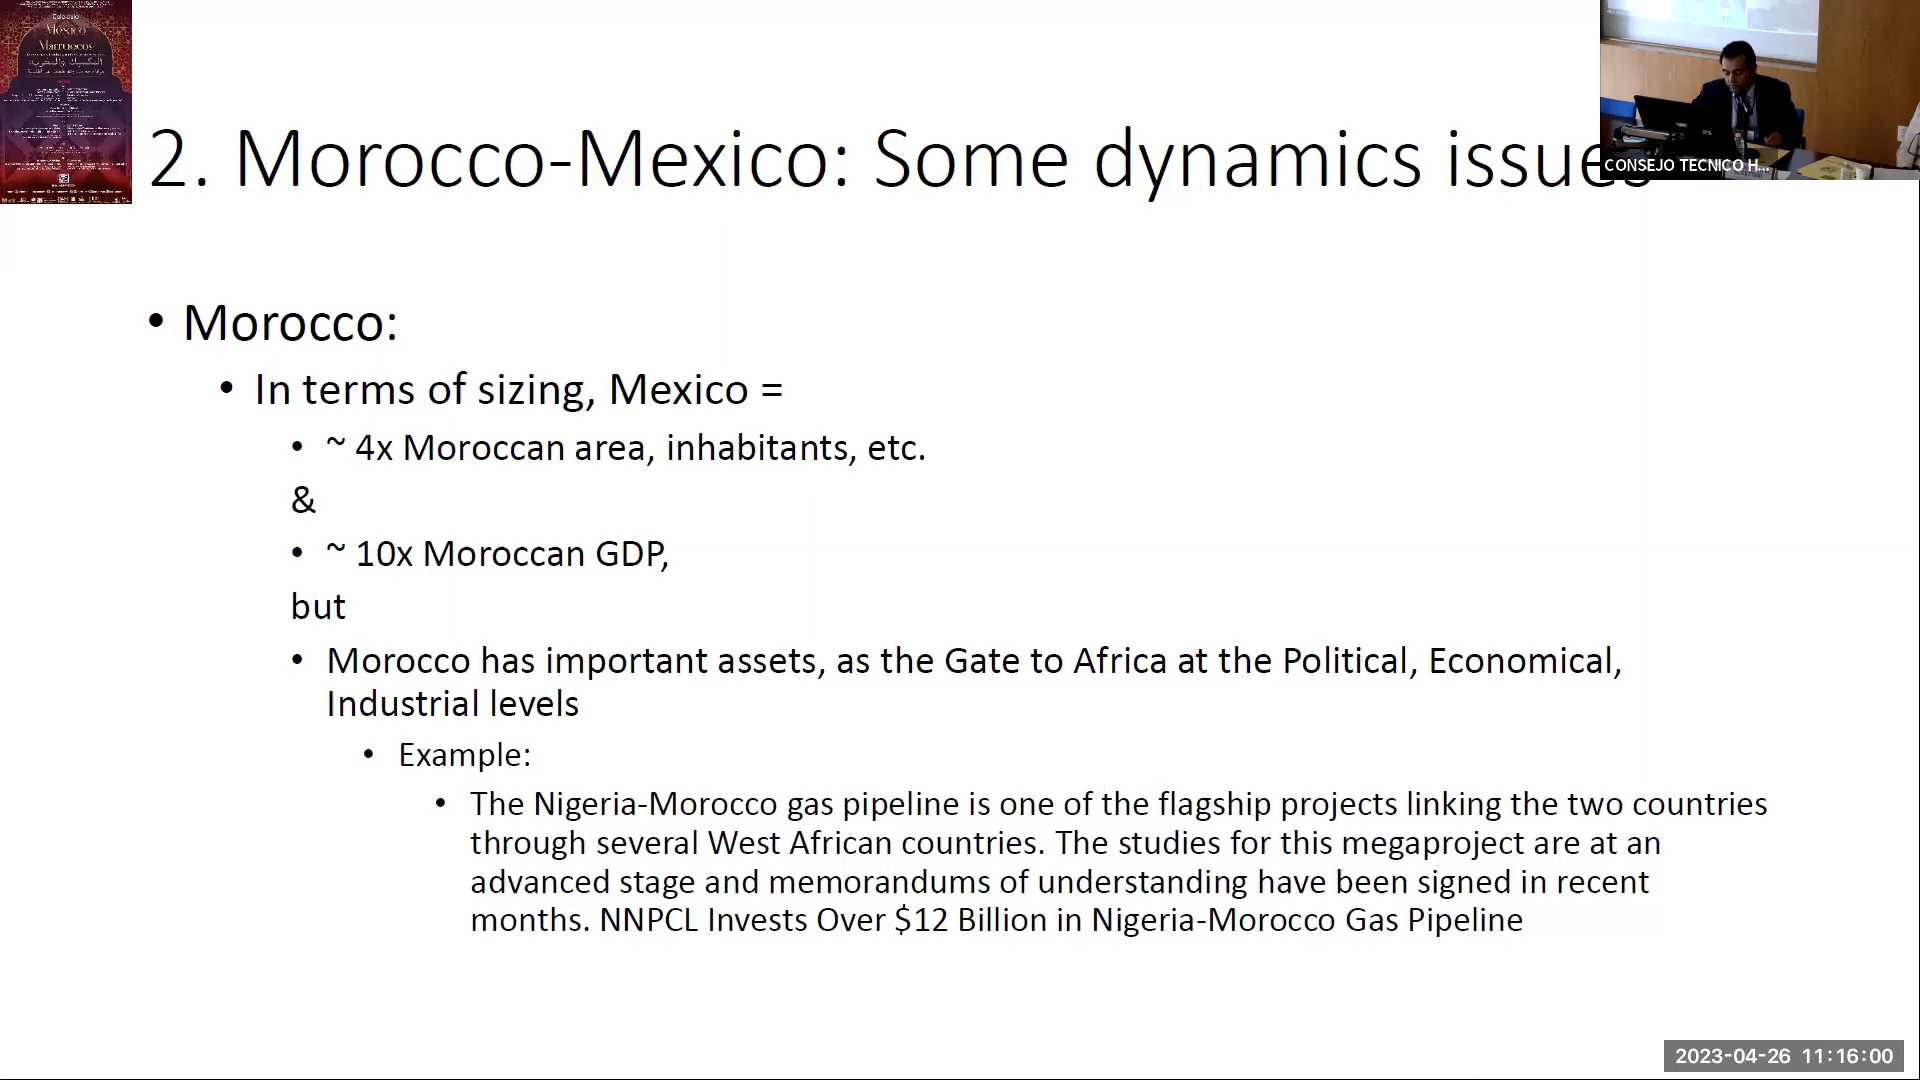 Coloquio
México
Marruecos
المكسيك والمغرب:
2. Morocco-Mexico: Some dynamics issues
CONSEJO TECNICO H...
• Morocco:
• In terms of sizing, Mexico =
• ~ 4x Moroccan area, inhabitants, etc.
&
• ~ 10x Moroccan GDP,
but
• Morocco has important assets, as the Gate to Africa at the Political, Economical,
Industrial levels
• Example:
• The Nigeria-Morocco gas pipeline is one of the flagship projects linking the two countries
through several West African countries. The studies for this megaproject are at an
advanced stage and memorandums of understanding have been signed in recent
months. NNPCL Invests Over $12 Billion in Nigeria-Morocco Gas Pipeline
2023-04-26 11:16:00